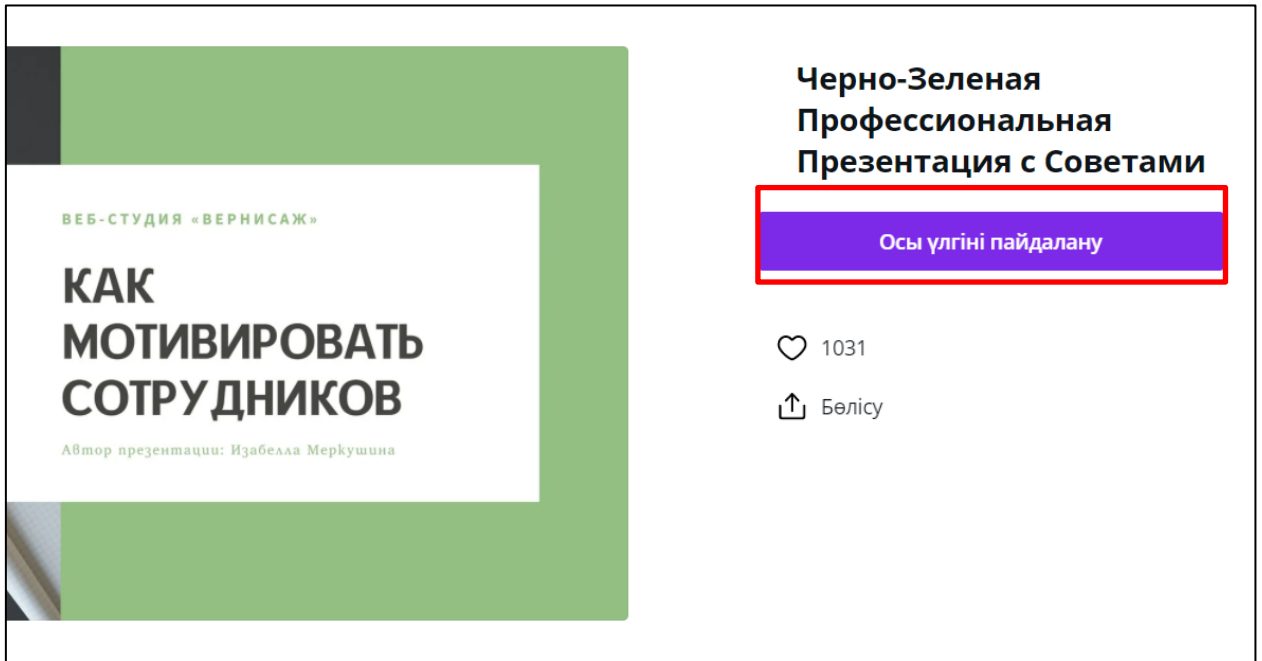 ВЕБ-СТУДИЯ «ВЕРНИСАЖ»
КАК
МОТИВИРОВАТЬ
СОТРУДНИКОВ
Автор презентации: Изабелла Меркушина
Черно-Зеленая
Профессиональная
Презентация с Советами
Осы үлгіні пайдалану
1031
Бөлісу